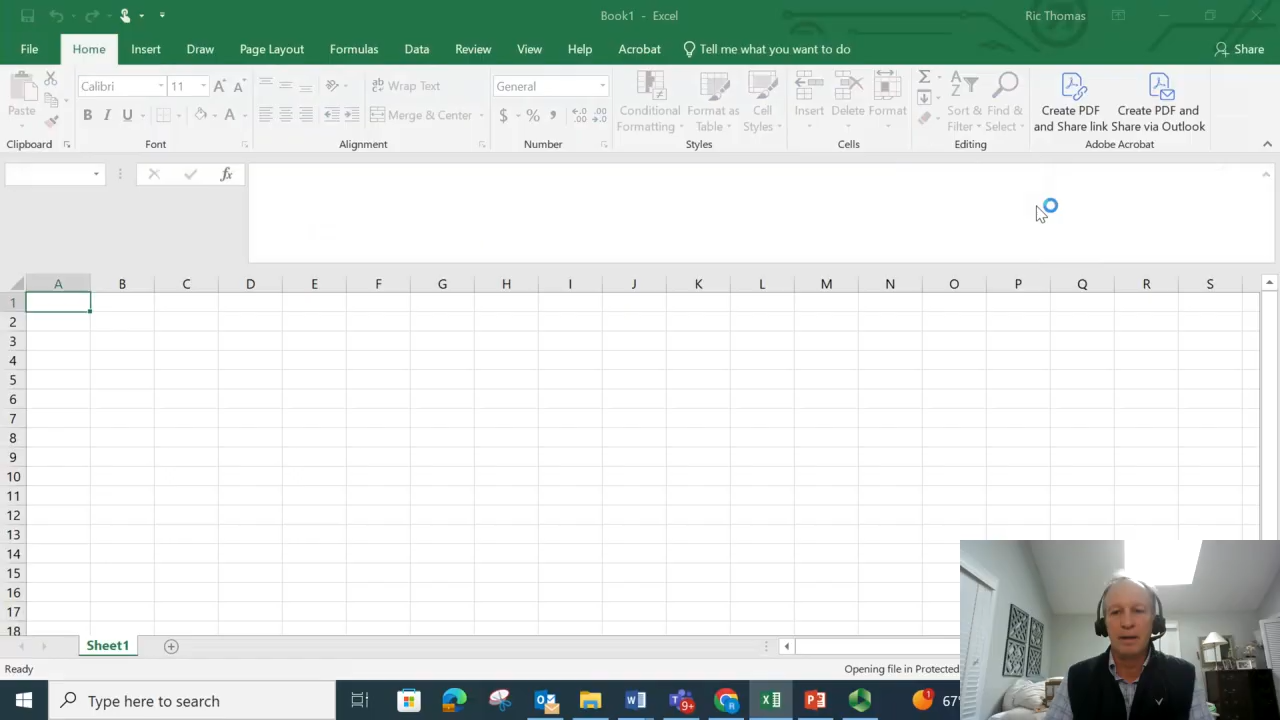 Book1 - Excel
Ric Thomas
File Home Insert Draw Page Layout Formulas Data Review View Help Acrobat Tell me what you want to do Share
Paste
Calibri 11
B I U
Wrap Text
Merge & Center
General
$ % ,
Conditional Formatting
Format as Table
Cell Styles
Insert Delete Format
Sort & Filter
Find & Select
Create PDF and Share link
Create PDF and Share via Outlook
Clipboard Font Alignment Number Styles Cells Editing Adobe Acrobat
fx
A B C D E F G H I J K L M N O P Q R S
1
2
3
4
5
6
7
8
9
10
11
12
13
14
15
16
17
18
Sheet1
Ready
Opening file in Protected
Type here to search
9+
1
67°